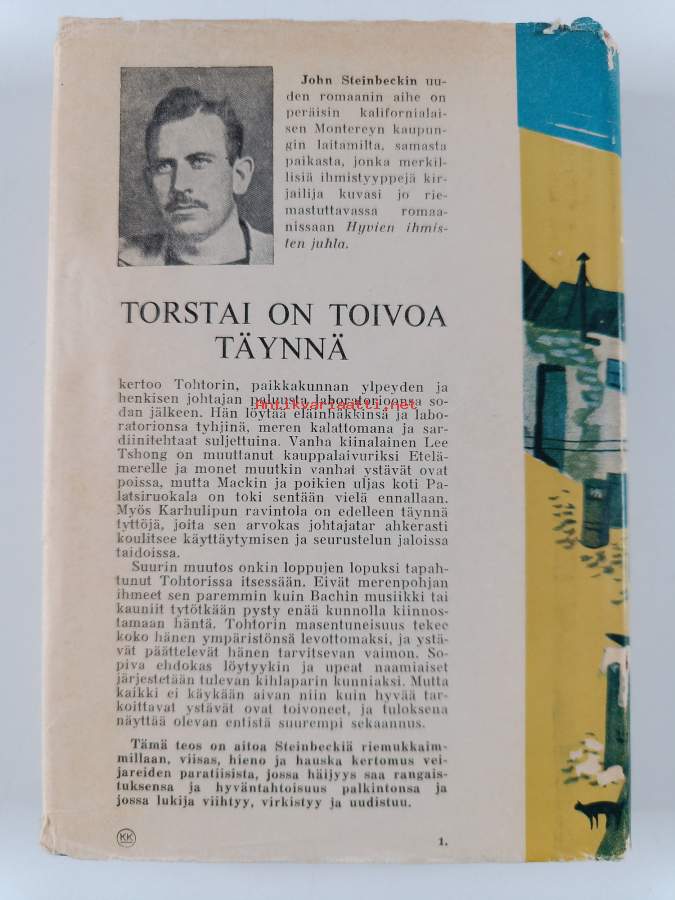 John Steinbeckin uu-
den romaanin aihe on
peräisin kalifornialai-
sen Montereyn kaupun-
gin laitamilta, samasta
paikasta, jonka merkil-
lisiä ihmistyyppejä kir-
jailija kuvasi jo rie-
mastuttavassa romaa-
nissaan Hyvien ihmis-
ten juhla.
TORSTAI ON TOIVOA
TÄYNNÄ
kertoo Tohtorin, paikkakunnan ylpeyden ja
henkisen johtajan paluusta laboratorioonsa so-
Antikvariaatti.net
dan jälkeen. Hän löytää eläinhäkkinsä ja labo-
ratorionsa tyhjinä, meren kalattomana ja sar-
diinitehtaat suljettuina. Vanha kiinalainen Lee
Tshong on muuttanut kauppalaivuriksi Etelä-
merelle ja monet muutkin vanhat ystävät ovat
poissa, mutta Mackin ja poikien uljas koti Pa-
latsiruokala on toki sentään vielä ennallaan.
Myös Karhulipun ravintola on edelleen täynnä
tyttöjä, joita sen arvokas johtajatar ahkerasti
koulitsee käyttäytymisen ja seurustelun jaloissa
taidoissa.
Suurin muutos onkin loppujen lopuksi tapah-
tunut Tohtorissa itsessään. Eivät merenpohjan
ihmeet sen paremmin kuin Bachin musiikki tai
kauniit tytötkään pysty enää kunnolla kiinnos-
tamaan häntä. Tohtorin masentuneisuus tekee
koko hänen ympäristönsä levottomaksi, ja ystä-
vät päättelevät hänen tarvitsevan vaimon. So-
piva ehdokas löytyykin ja upeat naamiaiset
järjestetään tulevan kihlaparin kunniaksi. Mutta
kaikki ei käykään aivan niin kuin hyvää tar-
koittavat ystävät ovat toivoneet, ja tuloksena
näyttää olevan entistä suurempi sekaannus.
Tämä teos on aitoa Steinbeckiä riemukkaim-
millaan, viisas, hieno ja hauska kertomus vei-
jareiden paratiisista, jossa häijyys saa rangais-
tuksensa ja hyväntahtoisuus palkintonsa ja
jossa lukija viihtyy, virkistyy ja uudistuu.
KK
1.